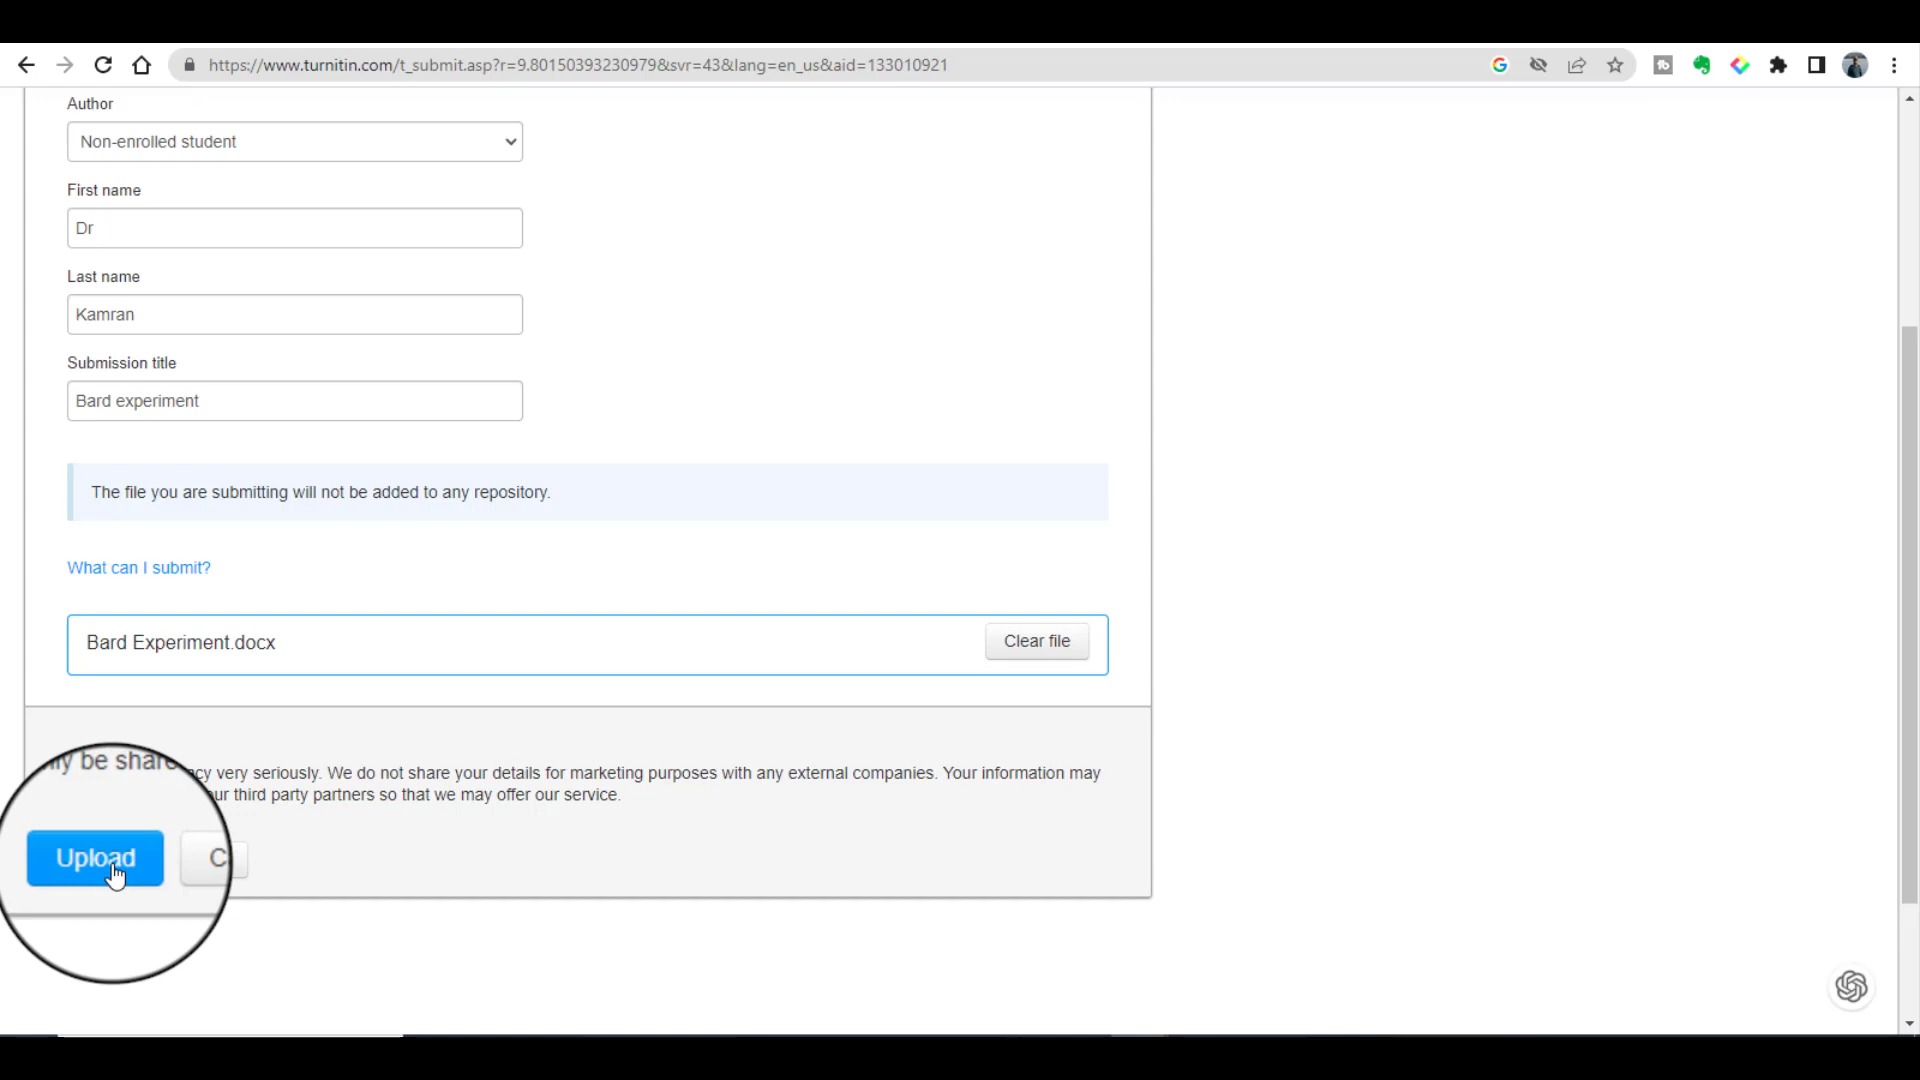 https://www.turnitin.com/t_submit.asp?r=9.80150393230979&svr=43&lang=en_us&aid=133010921
Author
Non-enrolled student
First name
Dr
Last name
Kamran
Submission title
Bard experiment
The file you are submitting will not be added to any repository.
What can I submit?
Bard Experiment.docx
Clear file
be share
very seriously. We do not share your details for marketing purposes with any external companies. Your information may
third party partners so that we may offer our service.
Upload